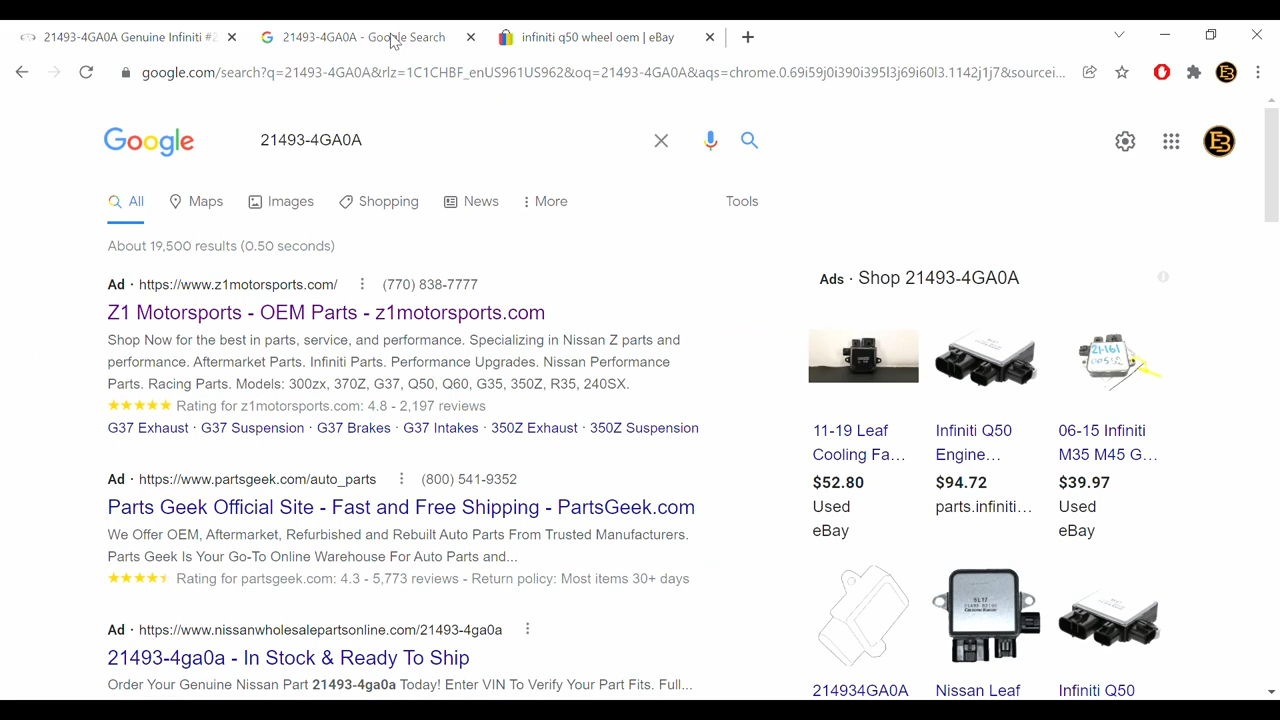 21493-4GA0A Genuine Infiniti #2
21493-4GA0A - Google Search
infiniti q50 wheel oem | eBay
google.com/search?q=21493-4GA0A&rlz=1C1CHBF_enUS961US962&oq=21493-4GA0A&aqs=chrome.0.69i59j0i390i395l3j69i60l3.1142j1j7&sourcei...
Google
21493-4GA0A
All
Maps
Images
Shopping
News
More
Tools
About 19,500 results (0.50 seconds)
Ad · https://www.z1motorsports.com/ (770) 838-7777
Z1 Motorsports - OEM Parts - z1motorsports.com
Shop Now for the best in parts, service, and performance. Specializing in Nissan Z parts and
performance. Aftermarket Parts. Infiniti Parts. Performance Upgrades. Nissan Performance
Parts. Racing Parts. Models: 300zx, 370Z, G37, Q50, Q60, G35, 350Z, R35, 240SX.
Rating for z1motorsports.com: 4.8 - 2,197 reviews
G37 Exhaust · G37 Suspension · G37 Brakes · G37 Intakes · 350Z Exhaust · 350Z Suspension
Ad · https://www.partsgeek.com/auto_parts (800) 541-9352
Parts Geek Official Site - Fast and Free Shipping - PartsGeek.com
We Offer OEM, Aftermarket, Refurbished and Rebuilt Auto Parts From Trusted Manufacturers.
Parts Geek Is Your Go-To Online Warehouse For Auto Parts and...
Rating for partsgeek.com: 4.3 - 5,773 reviews - Return policy: Most items 30+ days
Ad · https://www.nissanwholesalepartsonline.com/21493-4ga0a
21493-4ga0a - In Stock & Ready To Ship
Order Your Genuine Nissan Part 21493-4ga0a Today! Enter VIN To Verify Your Part Fits. Full...
Ads · Shop 21493-4GA0A
11-19 Leaf
Cooling Fa...
$52.80
Used
eBay
Infiniti Q50
Engine...
$94.72
parts.infiniti...
06-15 Infiniti
M35 M45 G...
$39.97
Used
eBay
214934GA0A
Nissan Leaf
Infiniti Q50